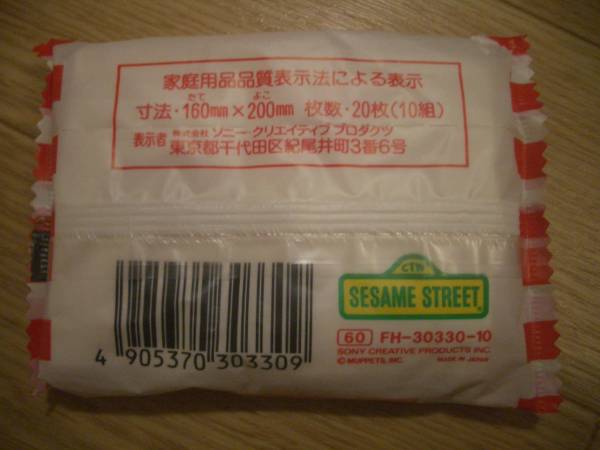 家庭用品品質表示法による表示
たて よこ
寸法・160mm×200mm 枚数・20枚(10組)
表示者 株式会社 ソニー・クリエイティブ プロダクツ
東京都千代田区紀尾井町3番6号
CTW
SESAME STREET
60 FH-30330-10
SONY CREATIVE PRODUCTS INC.
© MUPPETS, INC. MADE IN JAPAN
4 905370 303309